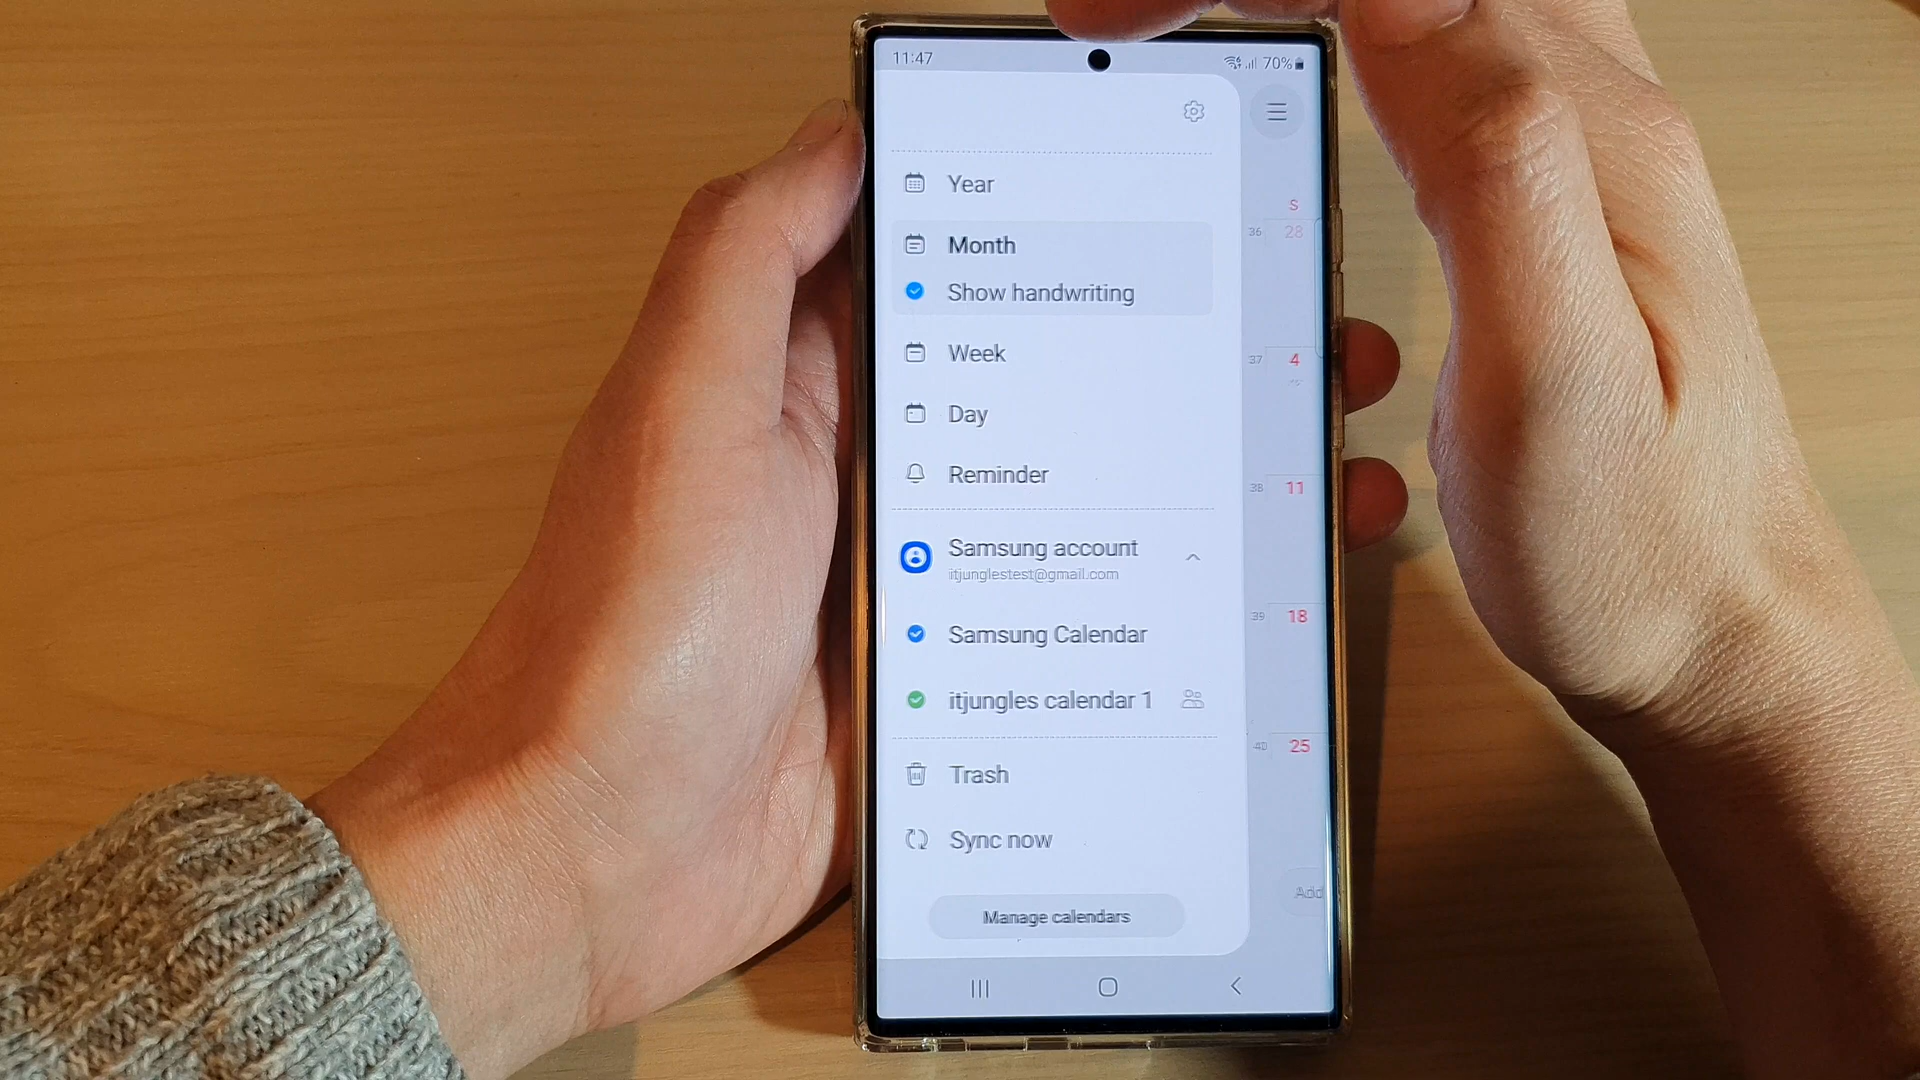 11:47
70%
Year
Month
Show handwriting
Week
Day
Reminder
Samsung account
itjunglestest@gmail.com
Samsung Calendar
itjungles calendar 1
Trash
Sync now
Manage calendars
S
36 28
37 4
38 11
39 18
40 25
Add